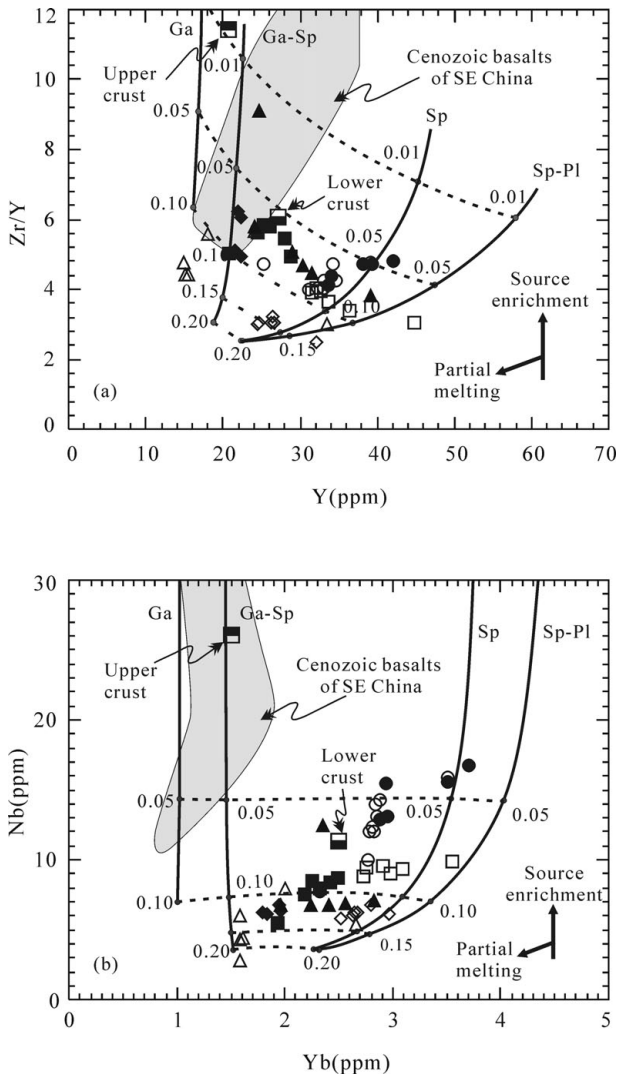 12
10
8
6
4
2
0
Zr/Y
0
10
20
30
40
50
60
70
Y(ppm)
(a)
Ga
Ga-Sp
Upper
crust
0.01
Cenozoic basalts
of SE China
Sp
Sp-Pl
0.05
0.05
0.01
0.01
0.10
Lower
crust
0.1
0.05
0.05
0.15
0.10
0.20
0.20
0.15
Source
enrichment
Partial
melting
30
20
10
0
Nb(ppm)
0
1
2
3
4
5
Yb(ppm)
(b)
Ga
Ga-Sp
Sp
Sp-Pl
Upper
crust
Cenozoic basalts
of SE China
Lower
crust
0.05
0.05
0.05
0.05
0.10
0.10
0.10
0.20
0.20
0.15
Source
enrichment
Partial
melting